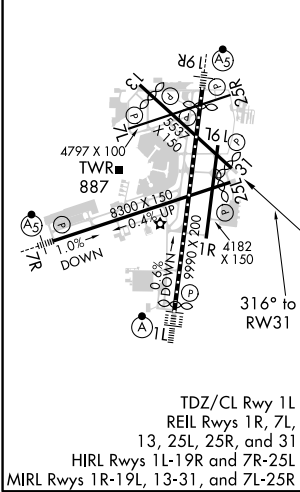 A5
19R
13
P
P
25R
P
7L
5537
X 150
19L
4797 X 100
TWR
887
P
31
25L
P
A5
P
8300 X 150
0.4% UP
1.0%
DOWN
7R
1R
4182
X 150
9990 X 200
0.6%
DOWN
P
A
1L
316° to
RW31
TDZ/CL Rwy 1L
REIL Rwys 1R, 7L,
13, 25L, 25R, and 31
HIRL Rwys 1L-19R and 7R-25L
MIRL Rwys 1R-19L, 13-31, and 7L-25R